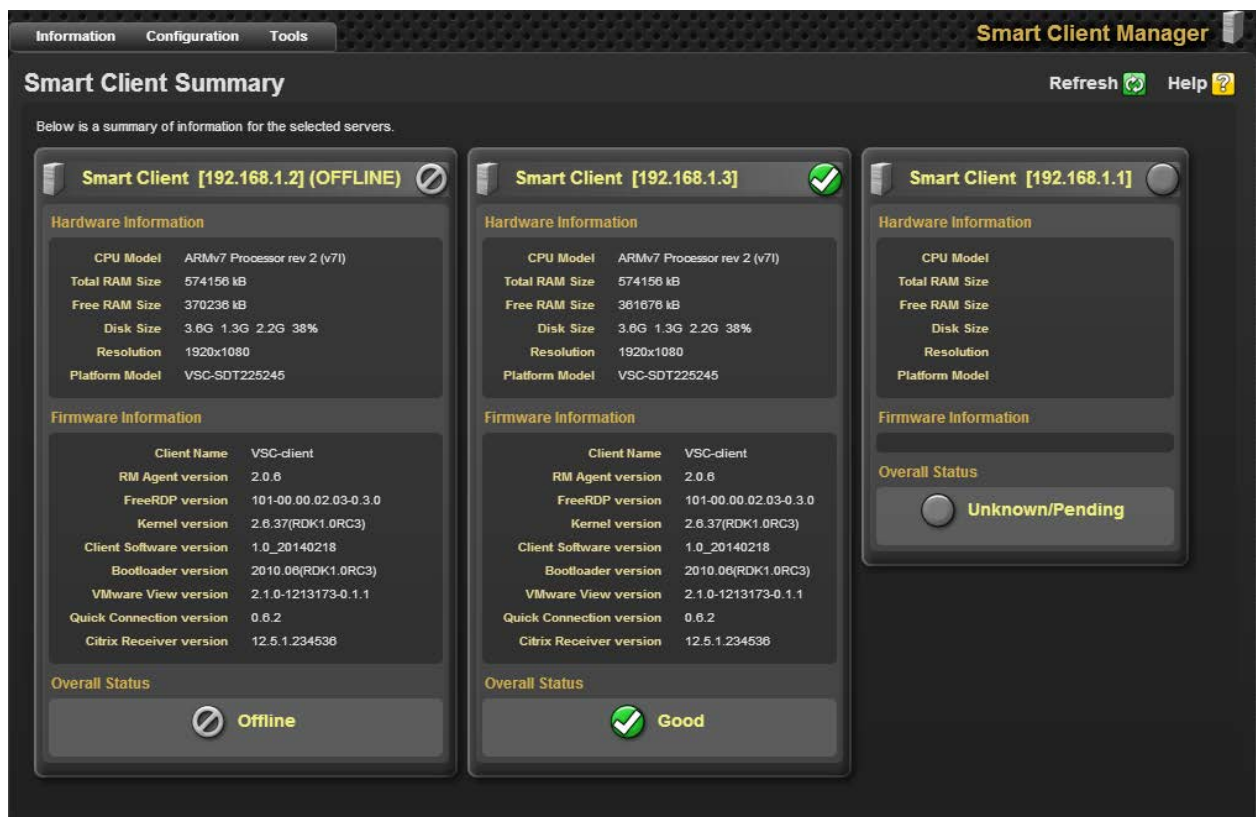 Information Configuration Tools
Smart Client Manager
Smart Client Summary
Refresh Help ?
Below is a summary of information for the selected servers.
Smart Client [192.168.1.2] (OFFLINE)
Hardware Information
CPU Model ARMv7 Processor rev 2 (v7l)
Total RAM Size 574156 kB
Free RAM Size 370236 kB
Disk Size 3.6G 1.3G 2.2G 38%
Resolution 1920x1080
Platform Model VSC-SDT225245
Firmware Information
Client Name VSC-client
RM Agent version 2.0.6
FreeRDP version 101-00.00.02.03-0.3.0
Kernel version 2.6.37(RDK1.0RC3)
Client Software version 1.0_20140218
Bootloader version 2010.06(RDK1.0RC3)
VMware View version 2.1.0-1213173-0.1.1
Quick Connection version 0.6.2
Citrix Receiver version 12.5.1.234536
Overall Status
Offline
Smart Client [192.168.1.3]
Hardware Information
CPU Model ARMv7 Processor rev 2 (v7l)
Total RAM Size 574156 kB
Free RAM Size 361676 kB
Disk Size 3.6G 1.3G 2.2G 38%
Resolution 1920x1080
Platform Model VSC-SDT225245
Firmware Information
Client Name VSC-client
RM Agent version 2.0.6
FreeRDP version 101-00.00.02.03-0.3.0
Kernel version 2.6.37(RDK1.0RC3)
Client Software version 1.0_20140218
Bootloader version 2010.06(RDK1.0RC3)
VMware View version 2.1.0-1213173-0.1.1
Quick Connection version 0.6.2
Citrix Receiver version 12.5.1.234536
Overall Status
Good
Smart Client [192.168.1.1]
Hardware Information
CPU Model
Total RAM Size
Free RAM Size
Disk Size
Resolution
Platform Model
Firmware Information
Overall Status
Unknown/Pending